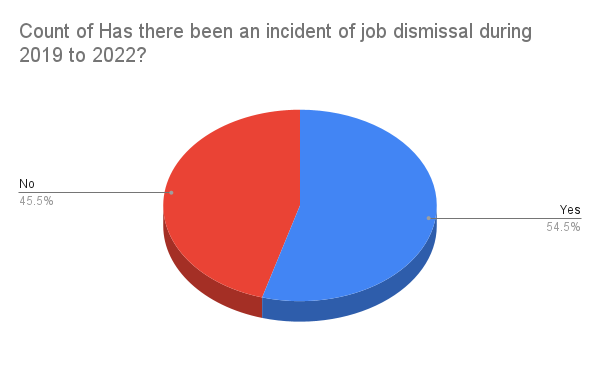 Count of Has there been an incident of job dismissal during
2019 to 2022?
No
45.5%
Yes
54.5%